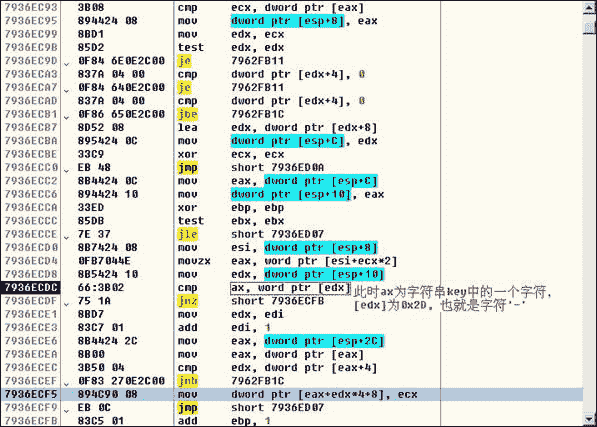 7936EC93 3B08 cmp ecx, dword ptr [eax]
7936EC95 894424 08 mov dword ptr [esp+8], eax
7936EC99 8BD1 mov edx, ecx
7936EC9B 85D2 test edx, edx
7936EC9D 0F84 6E0E2C00 je 7962FB11
7936ECA3 837A 04 00 cmp dword ptr [edx+4], 0
7936ECA7 0F84 640E2C00 je 7962FB11
7936ECAD 837A 04 00 cmp dword ptr [edx+4], 0
7936ECB1 0F86 650E2C00 jbe 7962FB1C
7936ECB7 8D52 08 lea edx, dword ptr [edx+8]
7936ECBA 895424 0C mov dword ptr [esp+C], edx
7936ECBE 33C9 xor ecx, ecx
7936ECC0 EB 48 jmp short 7936ED0A
7936ECC2 8B4424 0C mov eax, dword ptr [esp+C]
7936ECC6 894424 10 mov dword ptr [esp+10], eax
7936ECCA 33ED xor ebp, ebp
7936ECCC 85DB test ebx, ebx
7936ECCE 7E 37 jle short 7936ED07
7936ECD0 8B7424 08 mov esi, dword ptr [esp+8]
7936ECD4 0FB7044E movzx eax, word ptr [esi+ecx*2]
7936ECD8 8B5424 10 mov edx, dword ptr [esp+10]
7936ECDC 66:3B02 cmp ax, word ptr [edx] 此时ax为字符串key中的一个字符,
7936ECDF 75 1A jnz short 7936ECFB [edx]为0x2D，也就是字符'-'
7936ECE1 8BD7 mov edx, edi
7936ECE3 83C7 01 add edi, 1
7936ECE6 8B4424 2C mov eax, dword ptr [esp+2C]
7936ECEA 8B00 mov eax, dword ptr [eax]
7936ECEC 3B50 04 cmp edx, dword ptr [eax+4]
7936ECEF 0F83 270E2C00 jnb 7962FB1C
7936ECF5 894C90 08 mov dword ptr [eax+edx*4+8], ecx
7936ECF9 EB 0C jmp short 7936ED07
7936ECFB 83C5 01 add ebp, 1